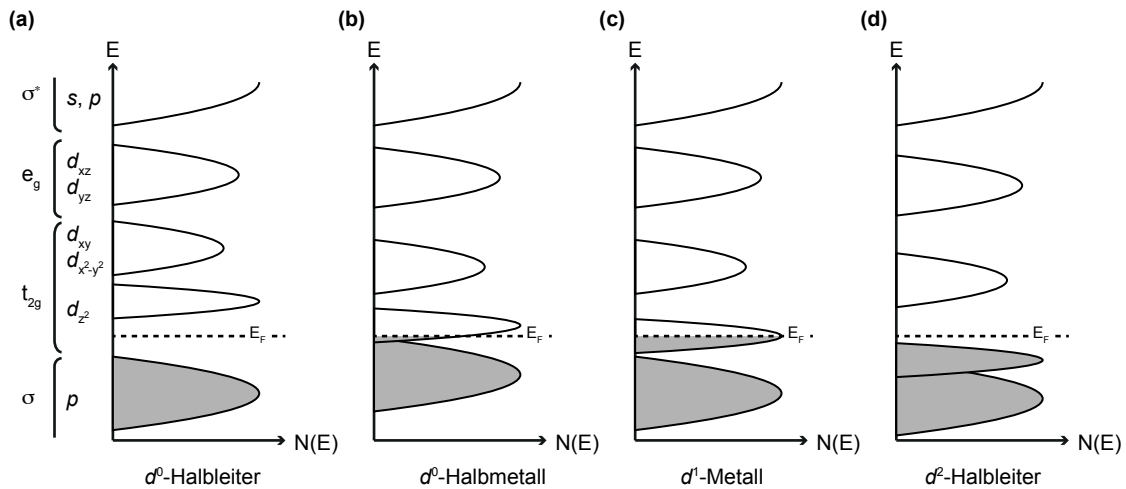 (a)
(b)
(c)
(d)
E
E
E
E
σ* s, p
e_g d_xz
d_yz
t_2g d_xy
d_x²-y²
d_z²
E_F
E_F
E_F
E_F
σ p
N(E)
N(E)
N(E)
N(E)
d⁰-Halbleiter
d⁰-Halbmetall
d¹-Metall
d²-Halbleiter